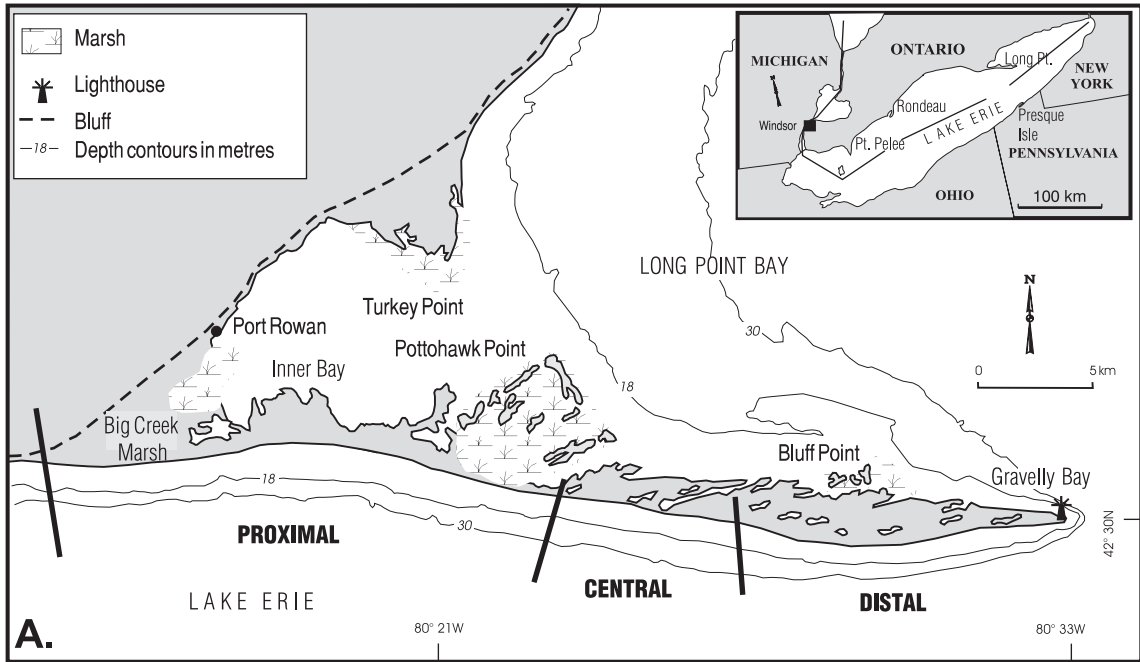 Marsh
Lighthouse
Bluff
-18- Depth contours in metres
MICHIGAN
ONTARIO
Long Pt.
NEW
YORK
Windsor
Rondeau
LAKE ERIE
Presque
Isle
Pt. Pelee
PENNSYLVANIA
OHIO
100 km
LONG POINT BAY
Turkey Point
Port Rowan
Pottohawk Point
Inner Bay
30
18
N
0 5 km
Big Creek
Marsh
Bluff Point
Gravelly Bay
18
30
42° 30N
PROXIMAL
CENTRAL
DISTAL
LAKE ERIE
80° 21W
80° 33W
A.